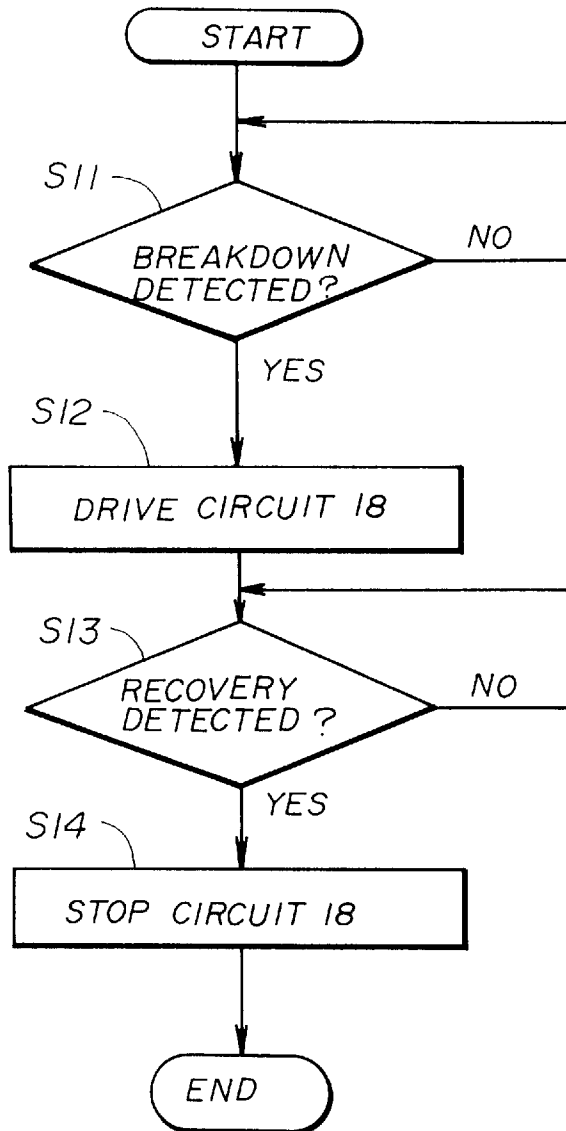 START
S11
BREAKDOWN
DETECTED?
NO
YES
S12
DRIVE CIRCUIT 18
S13
RECOVERY
DETECTED?
NO
YES
S14
STOP CIRCUIT 18
END